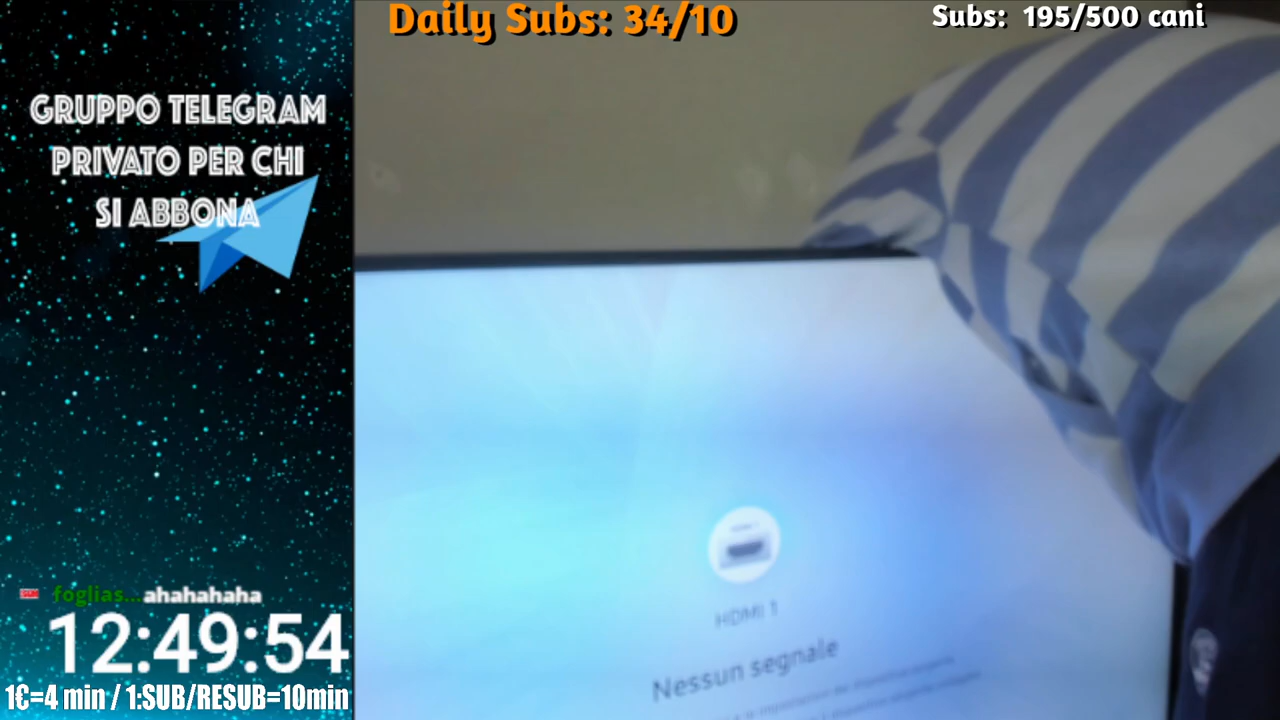 Daily Subs: 34/10
Subs: 195/500 cani
GRUPPO TELEGRAM
PRIVATO PER CHI
SI ABBONA
foglias...ahahahaha
12:49:54
1€=4 min / 1:SUB/RESUB=10min
HDMI 1
Nessun segnale